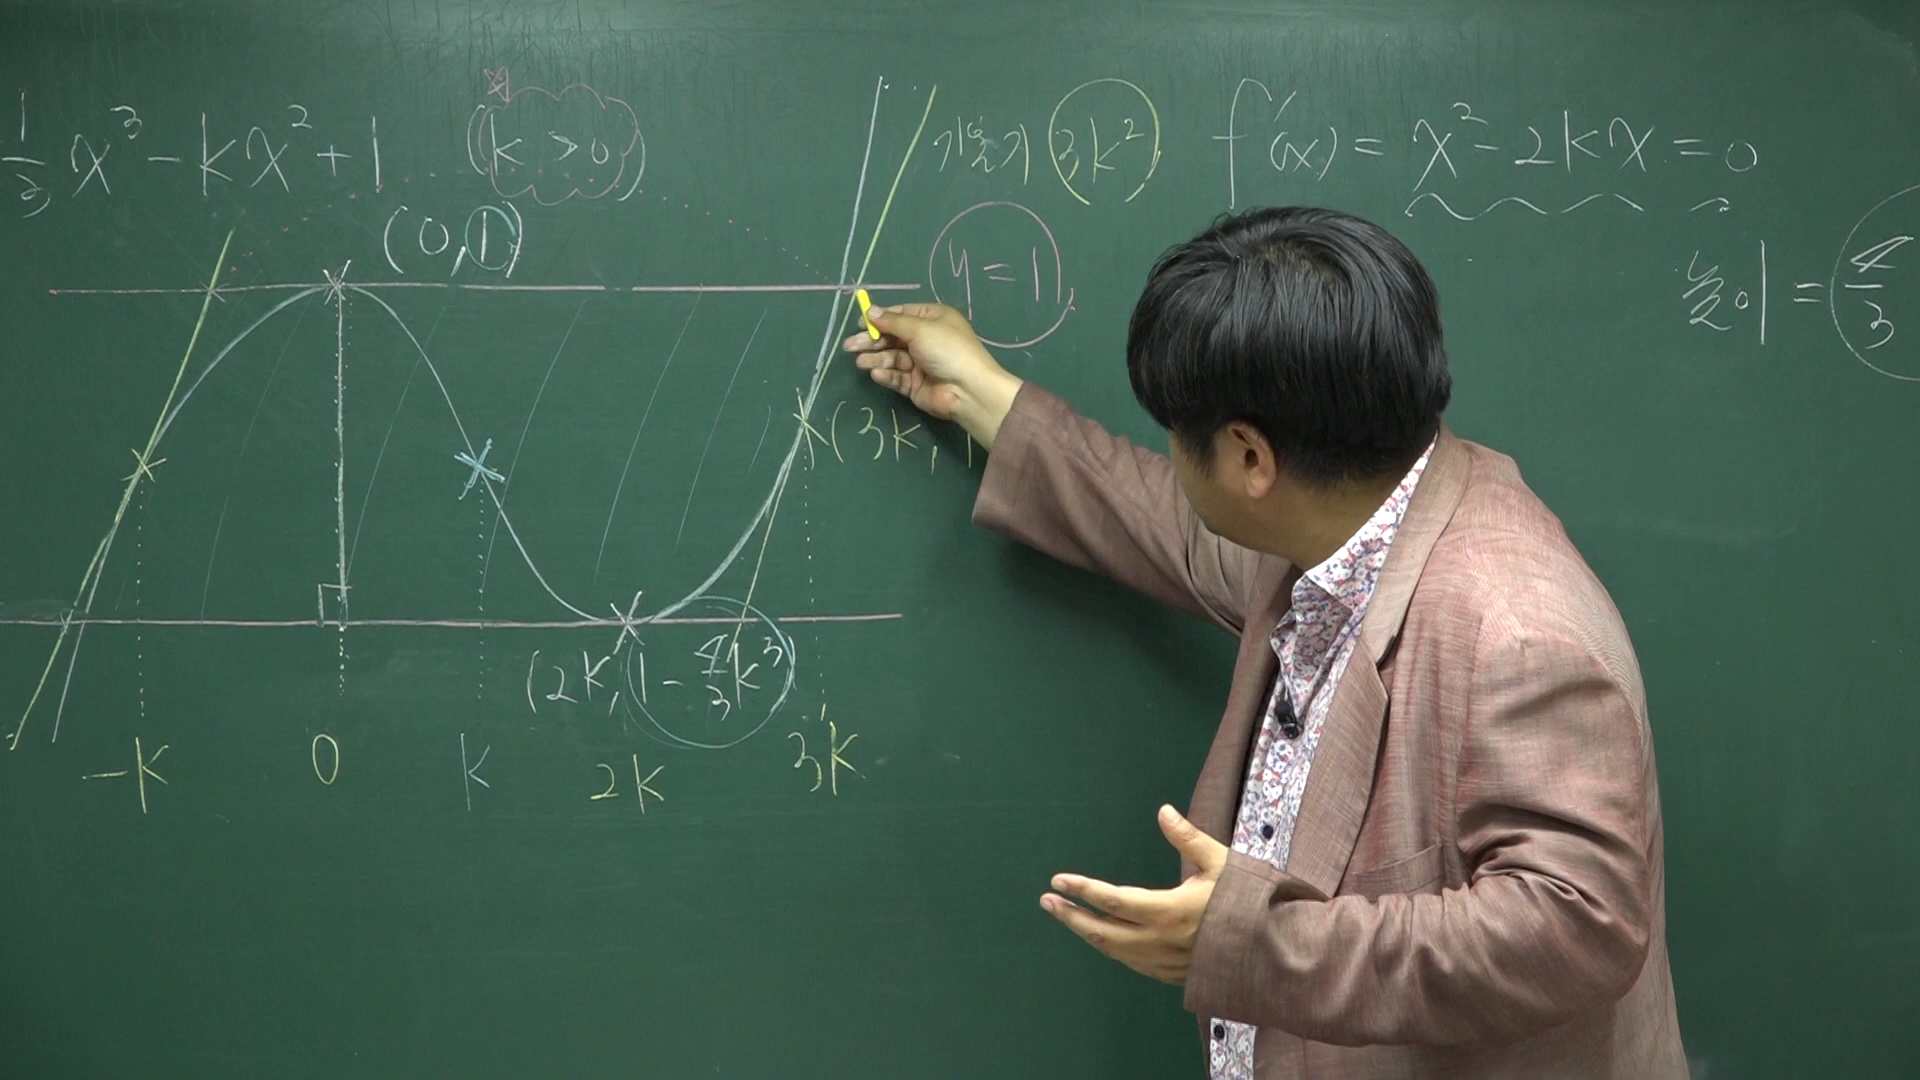 1/3 x³ - kx² + 1 (k > 0)
기울기 3k²
f'(x) = x² - 2kx = 0
(0, 1)
y = 1
높이 = 4/3
(3k, 1
(2k, 1 - 4/3 k³)
-k 0 k 2k 3k